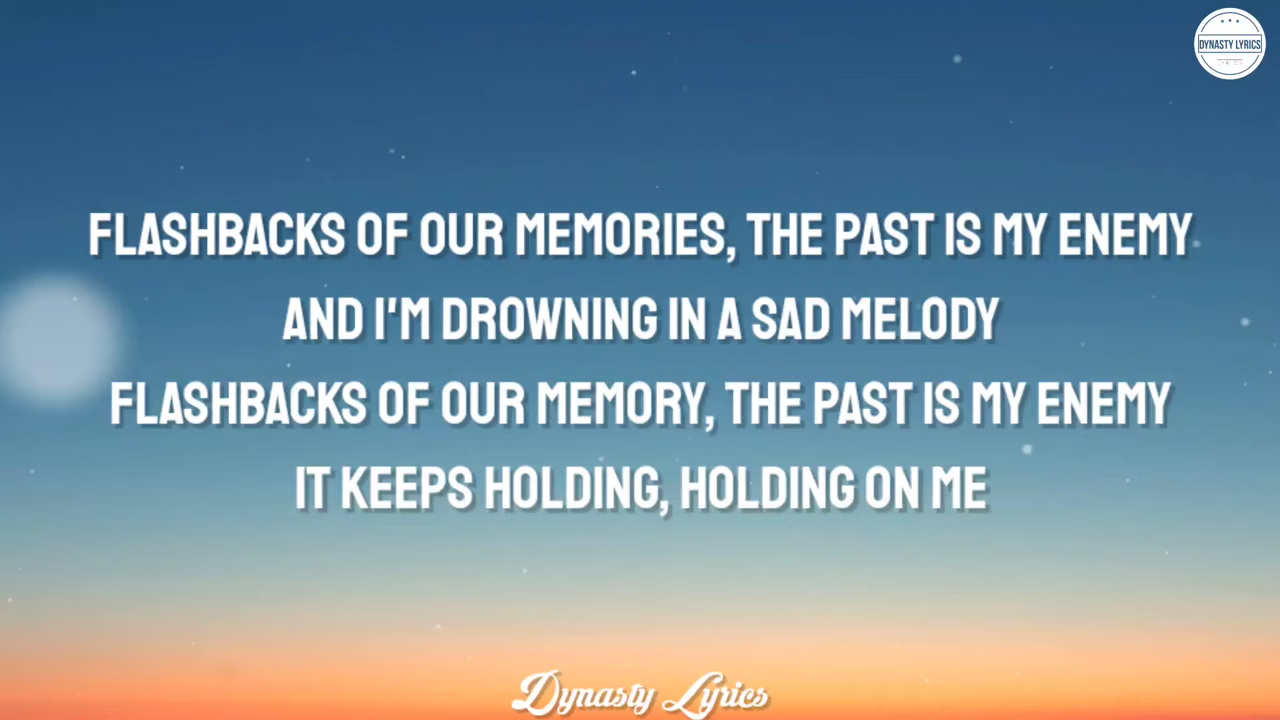 DYNASTY LYRICS
FLASHBACKS OF OUR MEMORIES, THE PAST IS MY ENEMY
AND I'M DROWNING IN A SAD MELODY
FLASHBACKS OF OUR MEMORY, THE PAST IS MY ENEMY
IT KEEPS HOLDING, HOLDING ON ME
Dynasty Lyrics